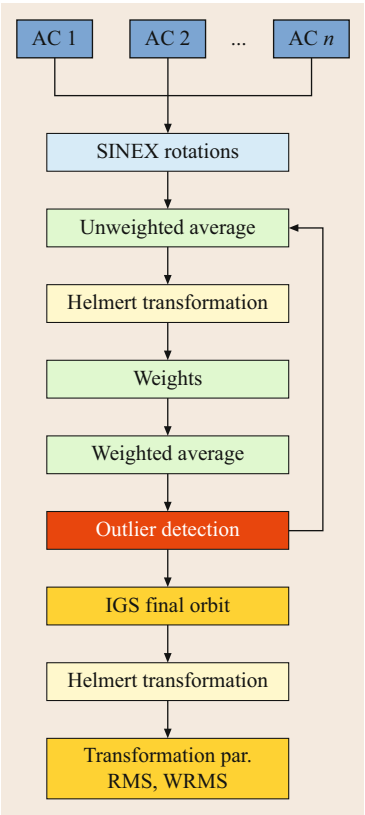 AC 1 AC 2 ... AC n
SINEX rotations
Unweighted average
Helmert transformation
Weights
Weighted average
Outlier detection
IGS final orbit
Helmert transformation
Transformation par.
RMS, WRMS